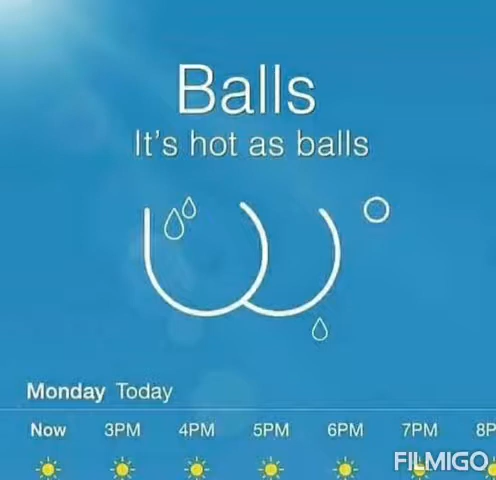 Balls
It's hot as balls
Monday Today
Now 3PM 4PM 5PM 6PM 7PM 8P
FILMIGO